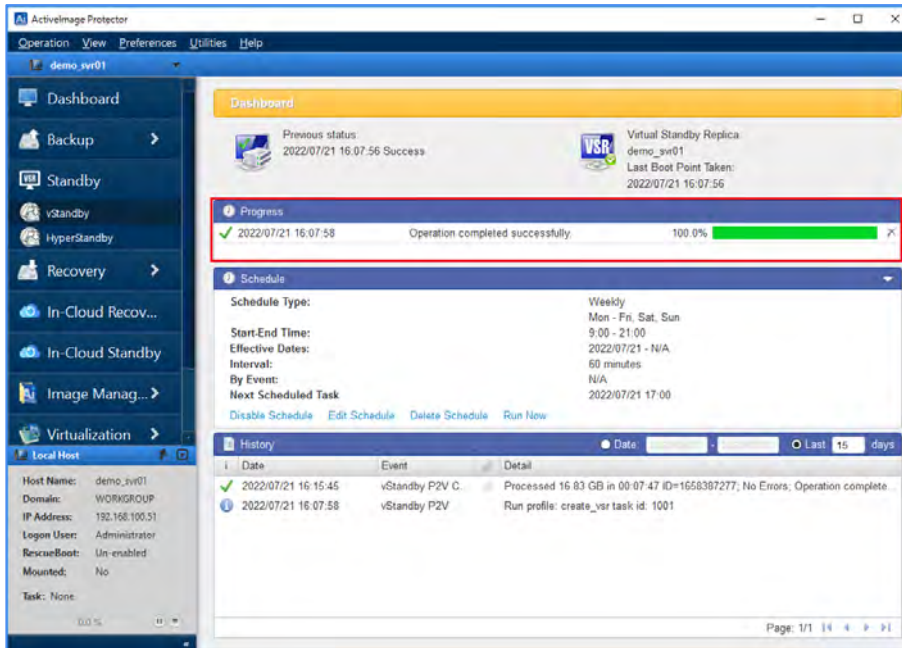 ActiveImage Protector
Operation View Preferences Utilities Help
demo_svr01
Dashboard
Backup
Standby
vStandby
HyperStandby
Recovery
In-Cloud Recov...
In-Cloud Standby
Image Manag...
Virtualization
Local Host
Host Name: demo_svr01
Domain: WORKGROUP
IP Address: 192.168.100.51
Logon User: Administrator
RescueBoot: Un-enabled
Mounted: No
Task: None
0.0 %
Dashboard
Previous status:
2022/07/21 16:07:56 Success
VSR
Virtual Standby Replica:
demo_svr01
Last Boot Point Taken:
2022/07/21 16:07:56
Progress
2022/07/21 16:07:58 Operation completed successfully. 100.0%
Schedule
Schedule Type: Weekly
Mon - Fri, Sat, Sun
Start-End Time: 9:00 - 21:00
Effective Dates: 2022/07/21 - N/A
Interval: 60 minutes
By Event: N/A
Next Scheduled Task 2022/07/21 17:00
Disable Schedule Edit Schedule Delete Schedule Run Now
History Date: - Last 15 days
i Date Event Detail
2022/07/21 16:15:45 vStandby P2V C... Processed 16.83 GB in 00:07:47 ID=1658387277; No Errors; Operation complete...
2022/07/21 16:07:58 vStandby P2V Run profile: create_vsr task id: 1001
Page: 1/1